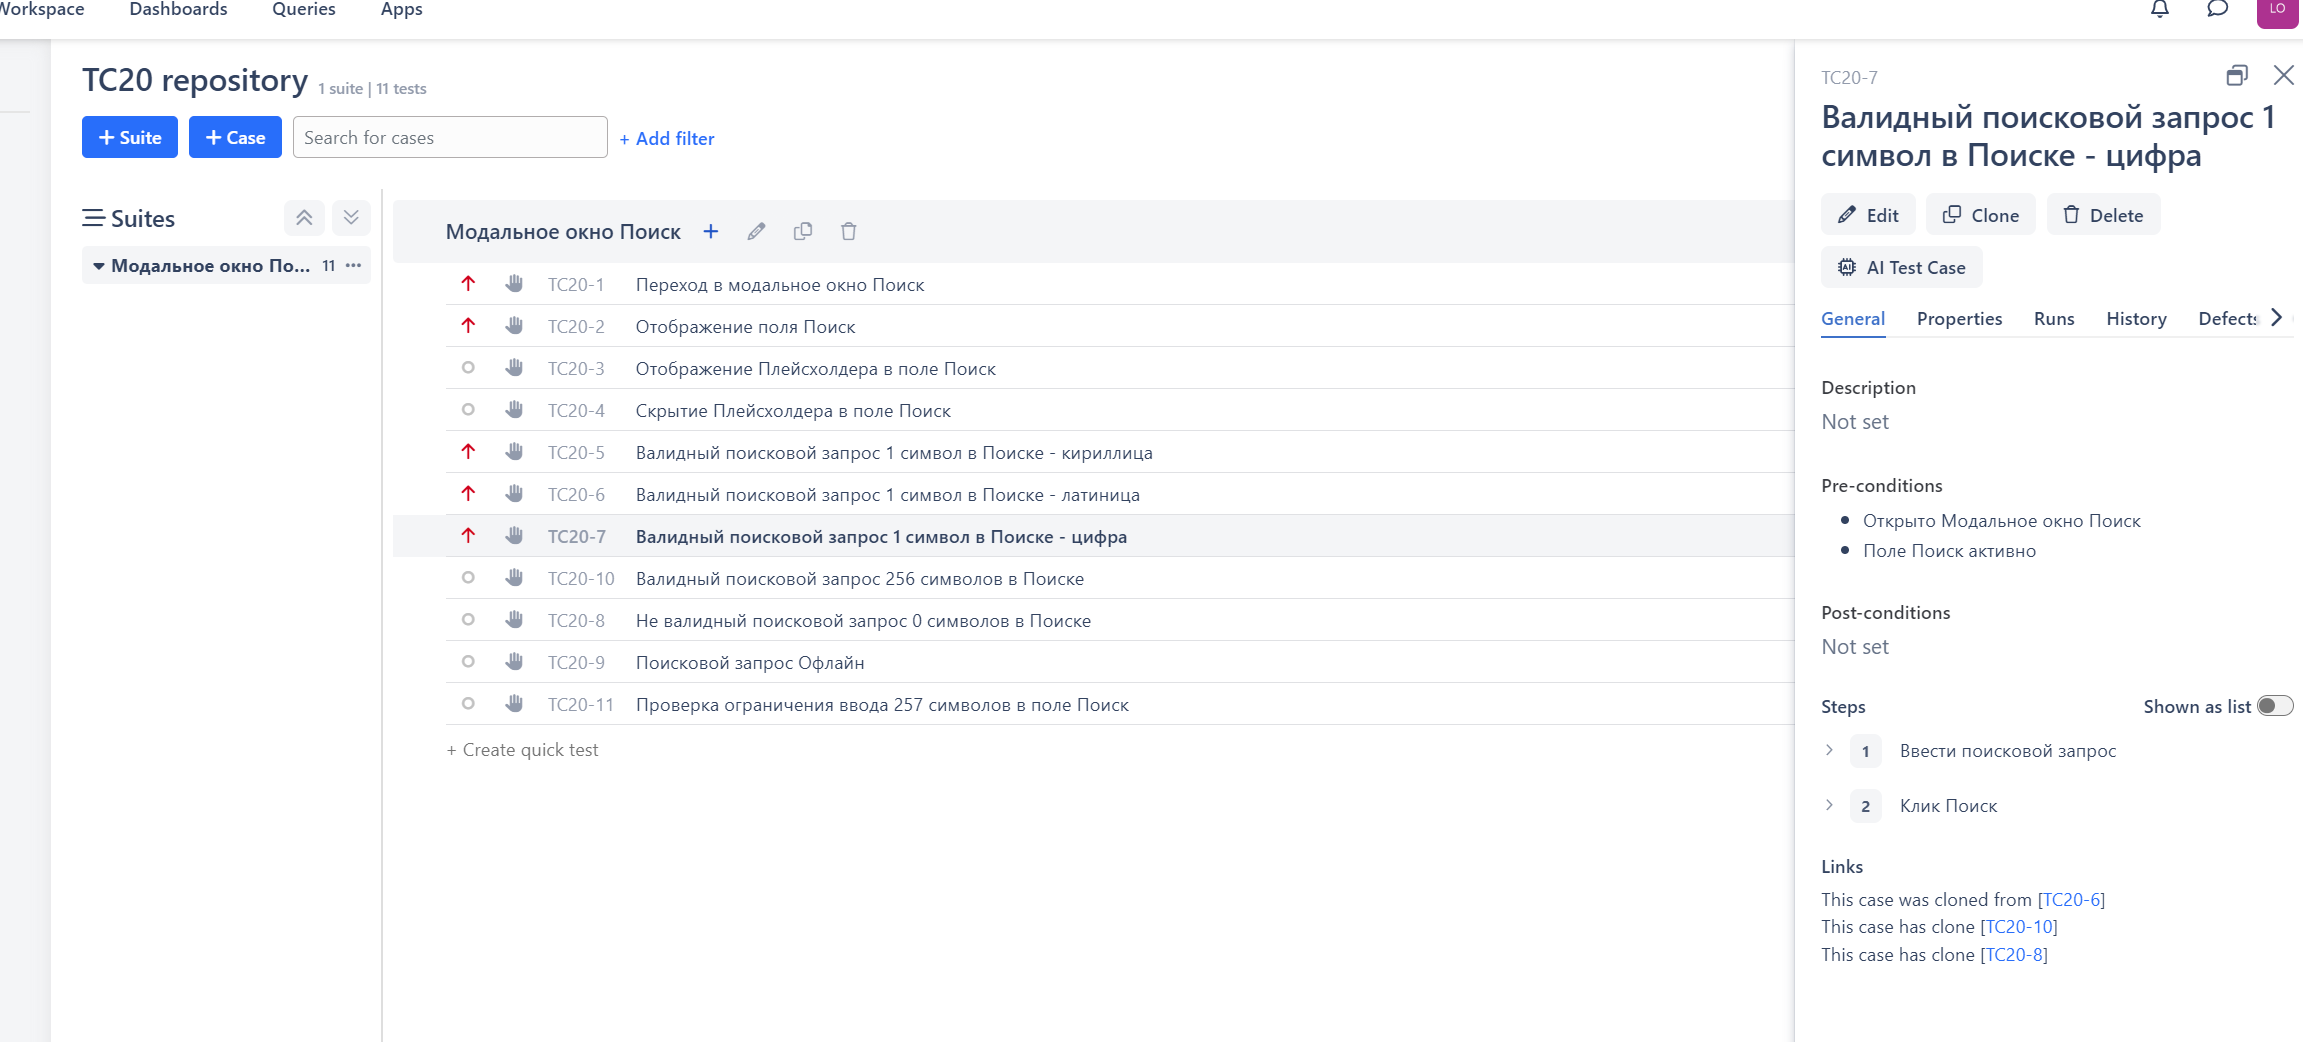 Workspace Dashboards Queries Apps
LO
TC20 repository 1 suite | 11 tests
+ Suite + Case Search for cases + Add filter
Suites
Модальное окно По... 11 ...
Модальное окно Поиск +
TC20-1 Переход в модальное окно Поиск
TC20-2 Отображение поля Поиск
TC20-3 Отображение Плейсхолдера в поле Поиск
TC20-4 Скрытие Плейсхолдера в поле Поиск
TC20-5 Валидный поисковой запрос 1 символ в Поиске - кириллица
TC20-6 Валидный поисковой запрос 1 символ в Поиске - латиница
TC20-7 Валидный поисковой запрос 1 символ в Поиске - цифра
TC20-10 Валидный поисковой запрос 256 символов в Поиске
TC20-8 Не валидный поисковой запрос 0 символов в Поиске
TC20-9 Поисковой запрос Офлайн
TC20-11 Проверка ограничения ввода 257 символов в поле Поиск
+ Create quick test
TC20-7
Валидный поисковой запрос 1
символ в Поиске - цифра
Edit Clone Delete
AI Test Case
General Properties Runs History Defects
Description
Not set
Pre-conditions
• Открыто Модальное окно Поиск
• Поле Поиск активно
Post-conditions
Not set
Steps Shown as list
1 Ввести поисковой запрос
2 Клик Поиск
Links
This case was cloned from [TC20-6]
This case has clone [TC20-10]
This case has clone [TC20-8]